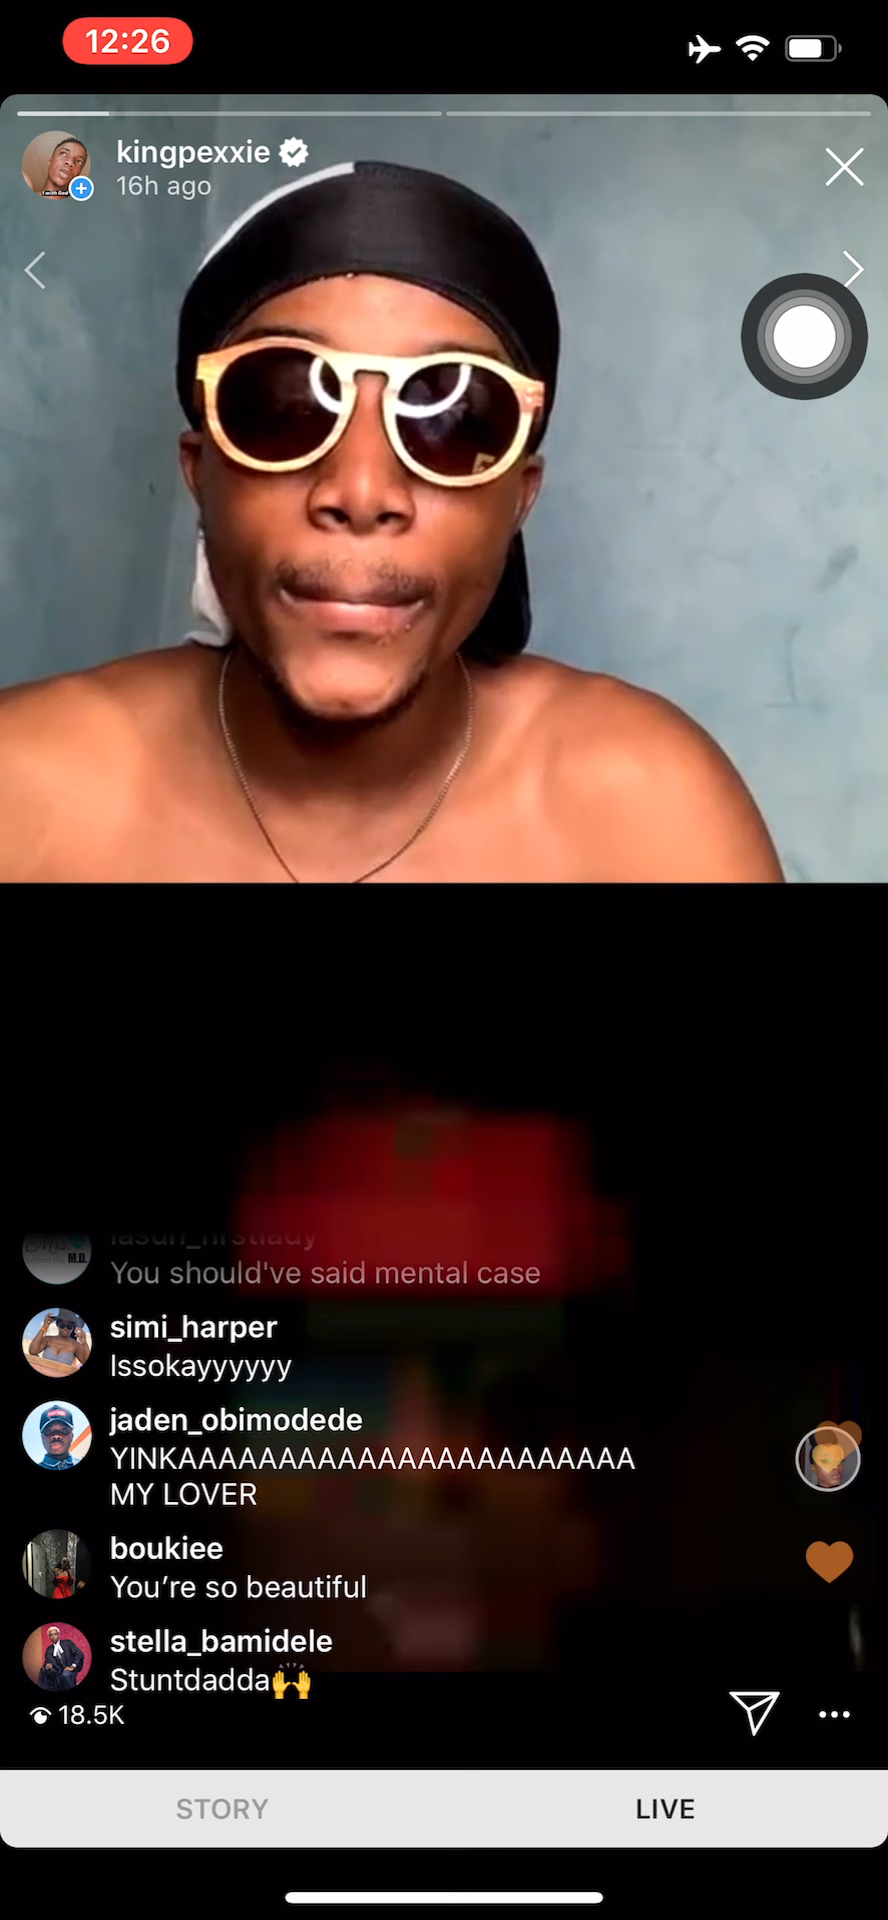 12:26
kingpexxie
16h ago
You should've said mental case
simi_harper
Issokayyyyyy
jaden_obimodede
YINKAAAAAAAAAAAAAAAAAAAAAAA
MY LOVER
boukiee
You’re so beautiful
stella_bamidele
Stuntdadda🙌
18.5K
STORY
LIVE